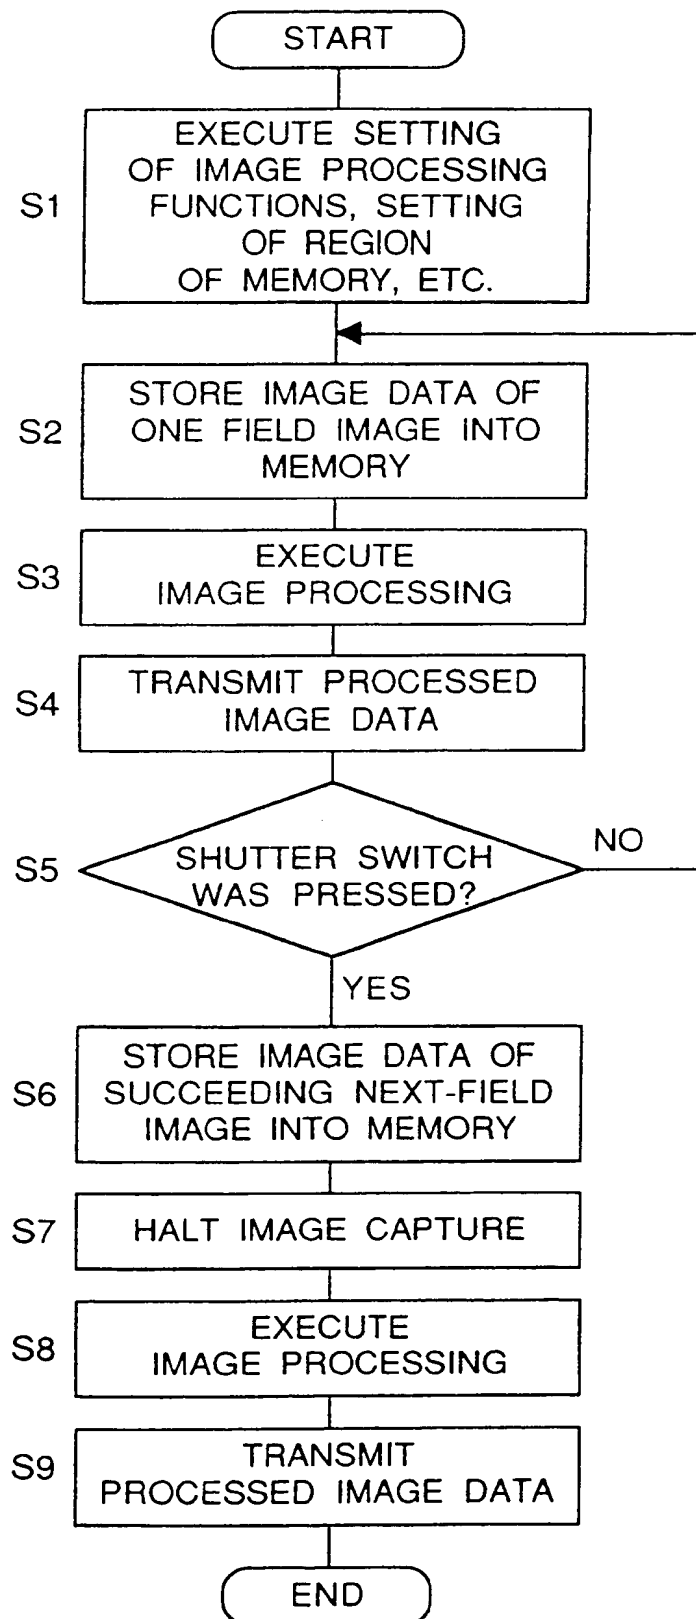 START
S1
EXECUTE SETTING
OF IMAGE PROCESSING
FUNCTIONS, SETTING
OF REGION
OF MEMORY, ETC.
S2
STORE IMAGE DATA OF
ONE FIELD IMAGE INTO
MEMORY
S3
EXECUTE
IMAGE PROCESSING
S4
TRANSMIT PROCESSED
IMAGE DATA
S5
SHUTTER SWITCH
WAS PRESSED?
NO
YES
S6
STORE IMAGE DATA OF
SUCCEEDING NEXT-FIELD
IMAGE INTO MEMORY
S7
HALT IMAGE CAPTURE
S8
EXECUTE
IMAGE PROCESSING
S9
TRANSMIT
PROCESSED IMAGE DATA
END